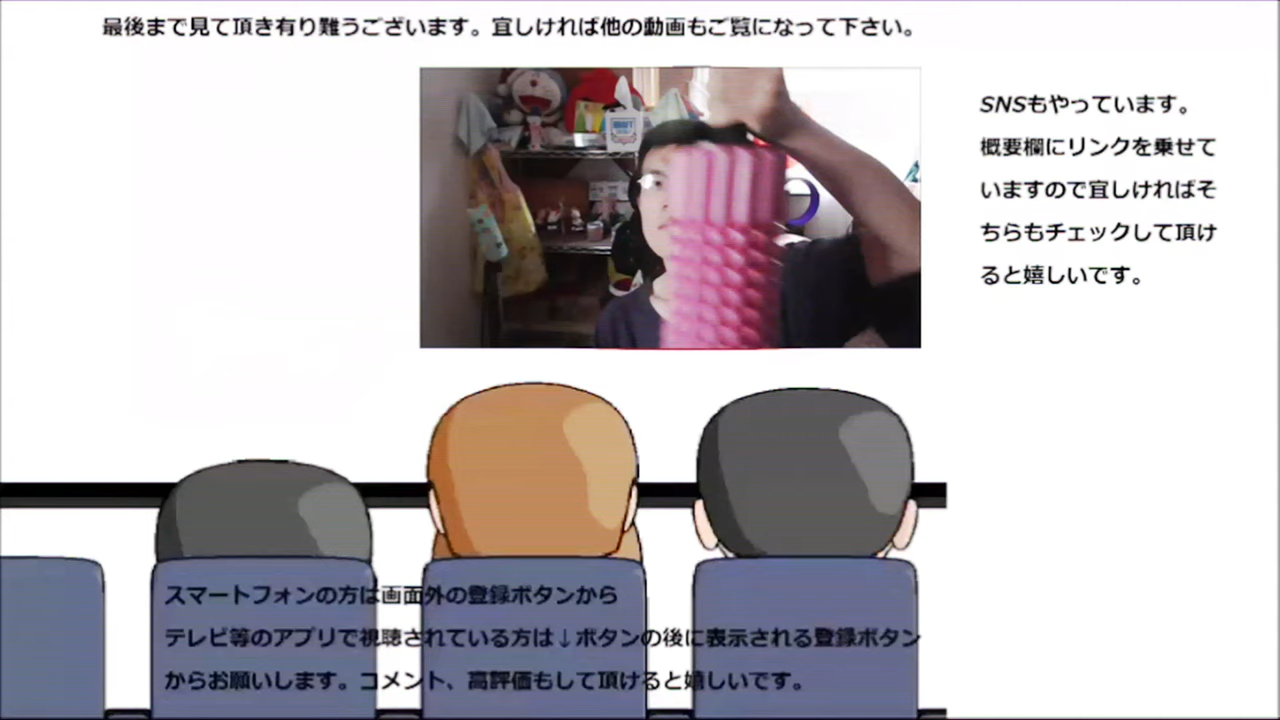 最後まで見て頂き有り難うございます。宜しければ他の動画もご覧になって下さい。
SNSもやっています。
概要欄にリンクを乗せて
いますので宜しければそ
ちらもチェックして頂け
ると嬉しいです。
スマートフォンの方は画面外の登録ボタンから
テレビ等のアプリで視聴されている方は↓ボタンの後に表示される登録ボタン
からお願いします。コメント、高評価もして頂けると嬉しいです。